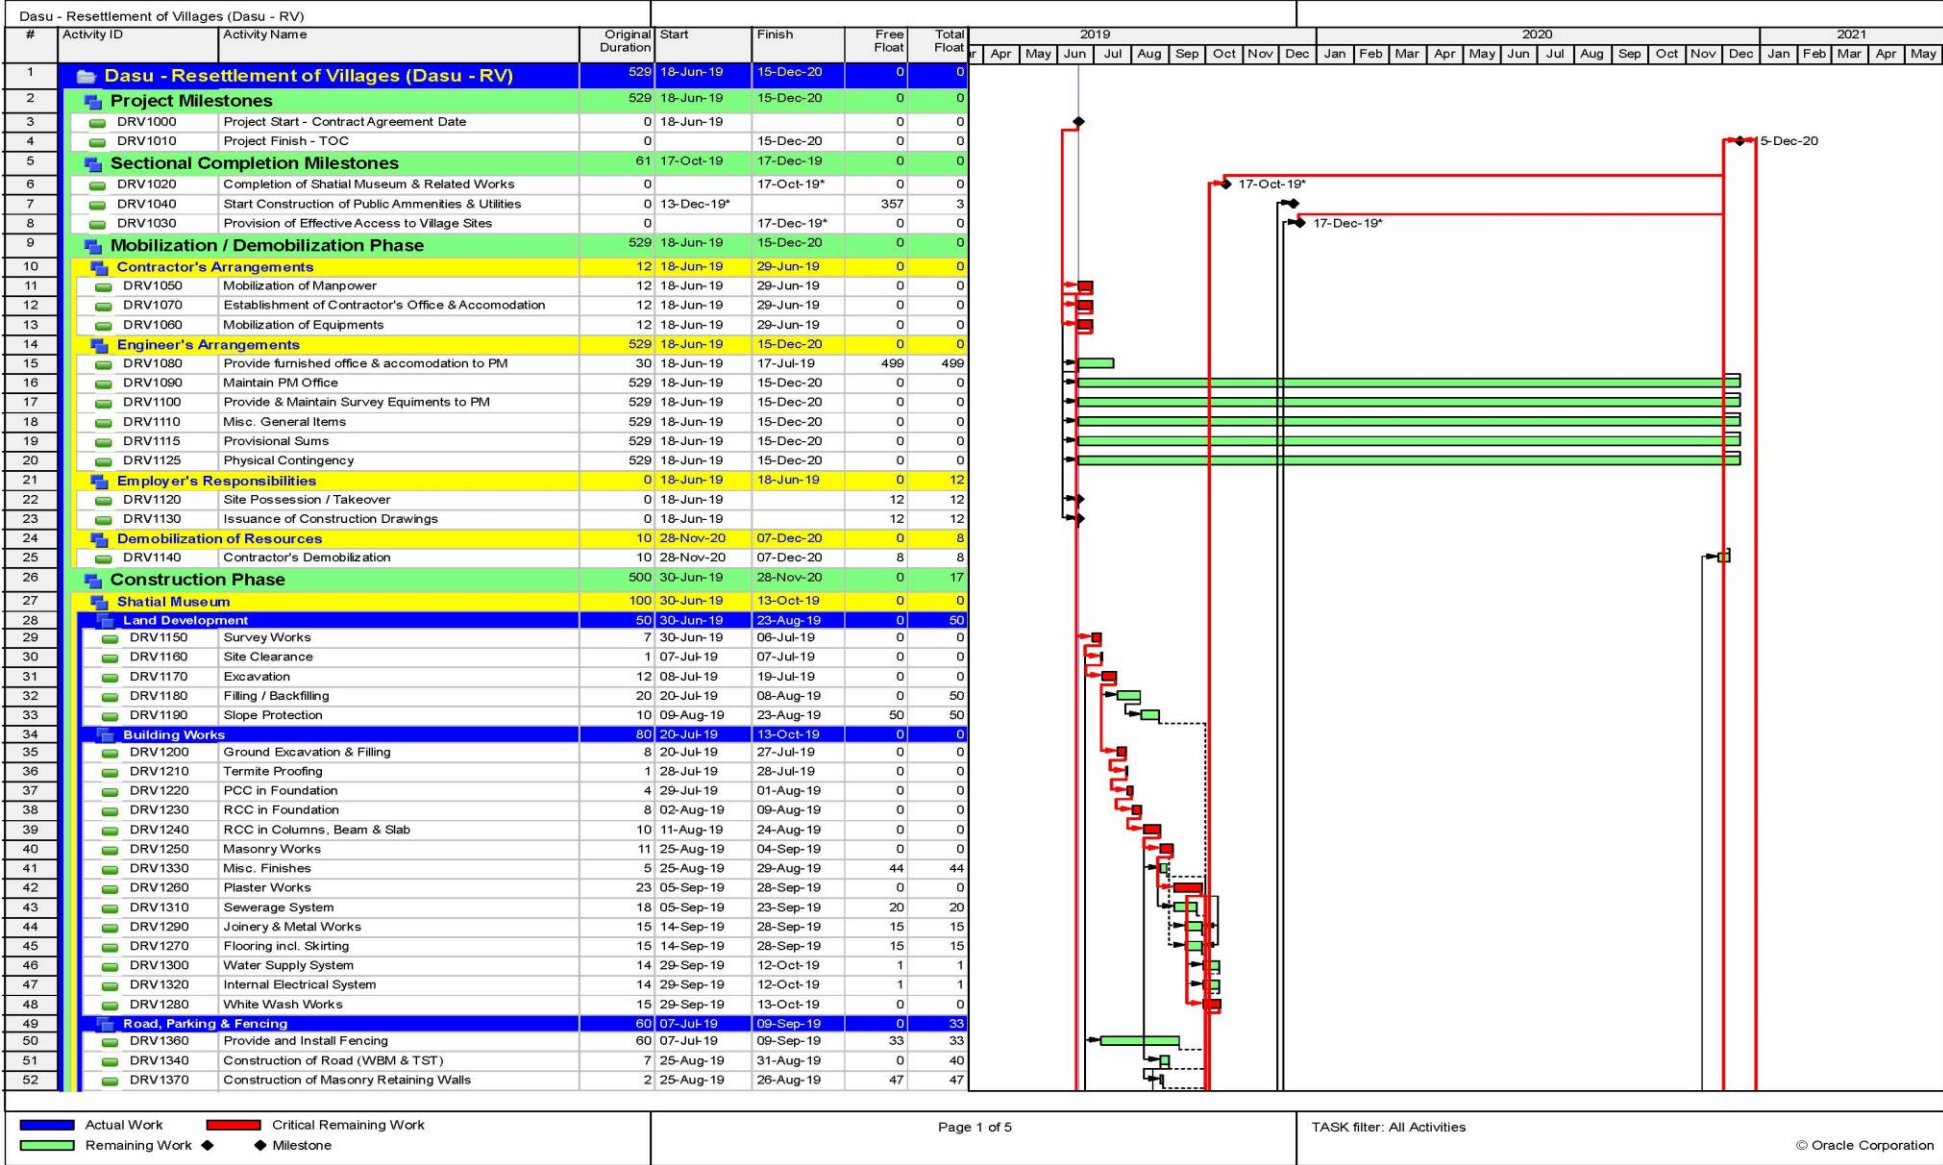 Dasu - Resettlement of Villages (Dasu - RV)
# Activity ID Activity Name Original Duration Start Finish Free Float Total Float 2019 2020 2021
Apr May Jun Jul Aug Sep Oct Nov Dec Jan Feb Mar Apr May Jun Jul Aug Sep Oct Nov Dec Jan Feb Mar Apr May
1 Dasu - Resettlement of Villages (Dasu - RV) 529 18-Jun-19 15-Dec-20 0 0
2 Project Milestones 529 18-Jun-19 15-Dec-20 0 0
3 DRV1000 Project Start - Contract Agreement Date 0 18-Jun-19 0 0
4 DRV1010 Project Finish - TOC 0 15-Dec-20 0 0 5-Dec-20
5 Sectional Completion Milestones 61 17-Oct-19 17-Dec-19 0 0
6 DRV1020 Completion of Shatial Museum & Related Works 0 17-Oct-19* 0 0 17-Oct-19*
7 DRV1040 Start Construction of Public Ammenities & Utilities 0 13-Dec-19* 357 3
8 DRV1030 Provision of Effective Access to Village Sites 0 17-Dec-19* 0 0 17-Dec-19*
9 Mobilization / Demobilization Phase 529 18-Jun-19 15-Dec-20 0 0
10 Contractor's Arrangements 12 18-Jun-19 29-Jun-19 0 0
11 DRV1050 Mobilization of Manpower 12 18-Jun-19 29-Jun-19 0 0
12 DRV1070 Establishment of Contractor's Office & Accomodation 12 18-Jun-19 29-Jun-19 0 0
13 DRV1060 Mobilization of Equipments 12 18-Jun-19 29-Jun-19 0 0
14 Engineer's Arrangements 529 18-Jun-19 15-Dec-20 0 0
15 DRV1080 Provide furnished office & accomodation to PM 30 18-Jun-19 17-Jul-19 499 499
16 DRV1090 Maintain PM Office 529 18-Jun-19 15-Dec-20 0 0
17 DRV1100 Provide & Maintain Survey Equiments to PM 529 18-Jun-19 15-Dec-20 0 0
18 DRV1110 Misc. General Items 529 18-Jun-19 15-Dec-20 0 0
19 DRV1115 Provisional Sums 529 18-Jun-19 15-Dec-20 0 0
20 DRV1125 Physical Contingency 529 18-Jun-19 15-Dec-20 0 0
21 Employer's Responsibilities 0 18-Jun-19 18-Jun-19 0 12
22 DRV1120 Site Possession / Takeover 0 18-Jun-19 12 12
23 DRV1130 Issuance of Construction Drawings 0 18-Jun-19 12 12
24 Demobilization of Resources 10 28-Nov-20 07-Dec-20 0 8
25 DRV1140 Contractor's Demobilization 10 28-Nov-20 07-Dec-20 8 8
26 Construction Phase 500 30-Jun-19 28-Nov-20 0 17
27 Shatial Museum 100 30-Jun-19 13-Oct-19 0 0
28 Land Development 50 30-Jun-19 23-Aug-19 0 50
29 DRV1150 Survey Works 7 30-Jun-19 06-Jul-19 0 0
30 DRV1160 Site Clearance 1 07-Jul-19 07-Jul-19 0 0
31 DRV1170 Excavation 12 08-Jul-19 19-Jul-19 0 0
32 DRV1180 Filling / Backfilling 20 20-Jul-19 08-Aug-19 0 50
33 DRV1190 Slope Protection 10 09-Aug-19 23-Aug-19 50 50
34 Building Works 80 20-Jul-19 13-Oct-19 0 0
35 DRV1200 Ground Excavation & Filling 8 20-Jul-19 27-Jul-19 0 0
36 DRV1210 Termite Proofing 1 28-Jul-19 28-Jul-19 0 0
37 DRV1220 PCC in Foundation 4 29-Jul-19 01-Aug-19 0 0
38 DRV1230 RCC in Foundation 8 02-Aug-19 09-Aug-19 0 0
39 DRV1240 RCC in Columns, Beam & Slab 10 11-Aug-19 24-Aug-19 0 0
40 DRV1250 Masonry Works 11 25-Aug-19 04-Sep-19 0 0
41 DRV1330 Misc. Finishes 5 25-Aug-19 29-Aug-19 44 44
42 DRV1260 Plaster Works 23 05-Sep-19 28-Sep-19 0 0
43 DRV1310 Sewerage System 18 05-Sep-19 23-Sep-19 20 20
44 DRV1290 Joinery & Metal Works 15 14-Sep-19 28-Sep-19 15 15
45 DRV1270 Flooring incl. Skirting 15 14-Sep-19 28-Sep-19 15 15
46 DRV1300 Water Supply System 14 29-Sep-19 12-Oct-19 1 1
47 DRV1320 Internal Electrical System 14 29-Sep-19 12-Oct-19 1 1
48 DRV1280 White Wash Works 15 29-Sep-19 13-Oct-19 0 0
49 Road, Parking & Fencing 60 07-Jul-19 09-Sep-19 0 33
50 DRV1360 Provide and Install Fencing 60 07-Jul-19 09-Sep-19 33 33
51 DRV1340 Construction of Road (WBM & TST) 7 25-Aug-19 31-Aug-19 0 40
52 DRV1370 Construction of Masonry Retaining Walls 2 25-Aug-19 26-Aug-19 47 47
Actual Work Critical Remaining Work Page 1 of 5 TASK filter: All Activities
Remaining Work Milestone © Oracle Corporation